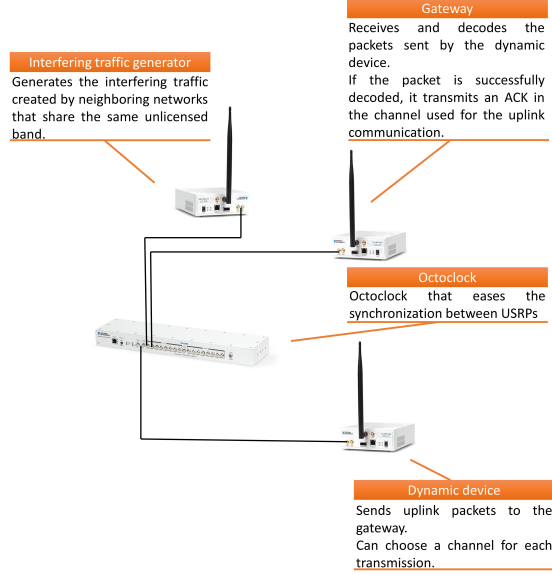 Gateway
Receives and decodes the
packets sent by the dynamic
device.
If the packet is successfully
decoded, it transmits an ACK in
the channel used for the uplink
communication.
Interfering traffic generator
Generates the interfering traffic
created by neighboring networks
that share the same unlicensed
band.
Octoclock
Octoclock that eases the
synchronization between USRPs
Dynamic device
Sends uplink packets to the
gateway.
Can choose a channel for each
transmission.